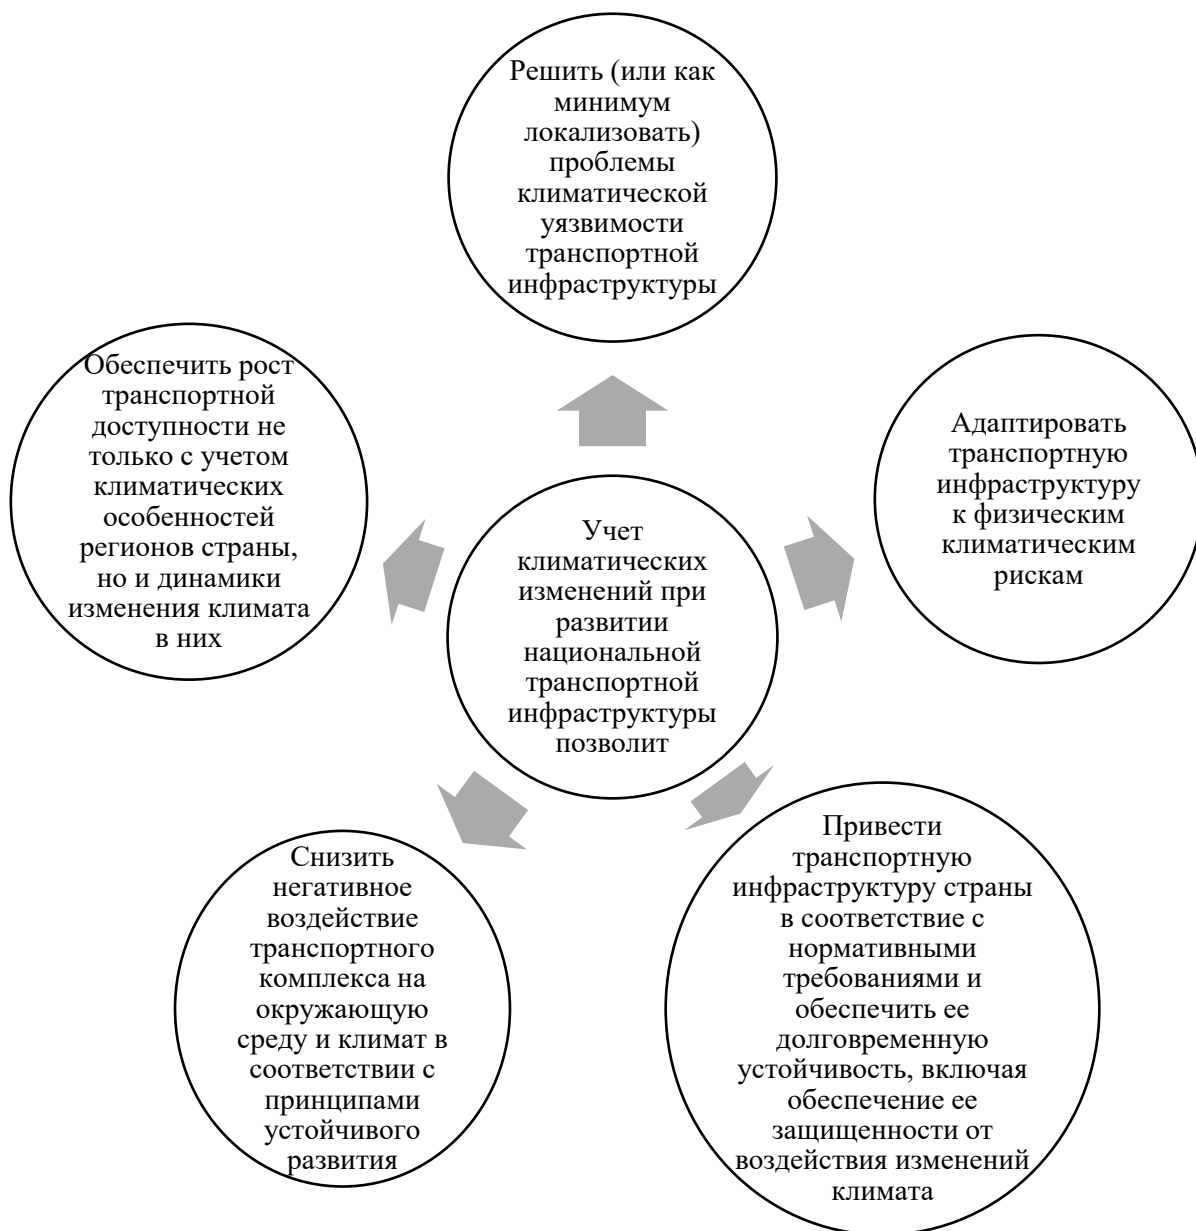 Решить (или как
минимум
локализовать)
проблемы
климатической
уязвимости
транспортной
инфраструктуры
Обеспечить рост
транспортной
доступности не
только с учетом
климатических
особенностей
регионов страны,
но и динамики
изменения климата
в них
Адаптировать
транспортную
инфраструктуру
к физическим
климатическим
рискам
Учет
климатических
изменений при
развитии
национальной
транспортной
инфраструктуры
позволит
Снизить
негативное
воздействие
транспортного
комплекса на
окружающую
среду и климат в
соответствии с
принципами
устойчивого
развития
Привести
транспортную
инфраструктуру страны
в соответствие с
нормативными
требованиями и
обеспечить ее
долговременную
устойчивость, включая
обеспечение ее
защищенности от
воздействия изменений
климата